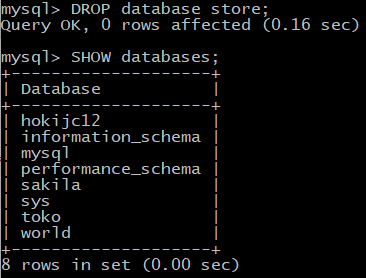 mysql> DROP database store;
Query OK, 0 rows affected (0.16 sec)
mysql> SHOW databases;
+--------------------+
| Database           |
+--------------------+
| hokijc12           |
| information_schema |
| mysql              |
| performance_schema |
| sakila             |
| sys                |
| toko               |
| world              |
+--------------------+
8 rows in set (0.00 sec)